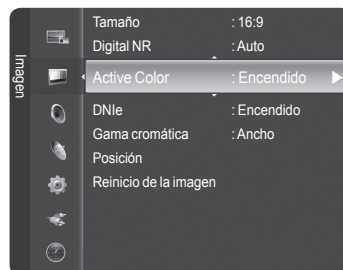 Imagen
Tamaño : 16:9
Digital NR : Auto
Active Color : Encendido
DNIe : Encendido
Gama cromática : Ancho
Posición
Reinicio de la imagen